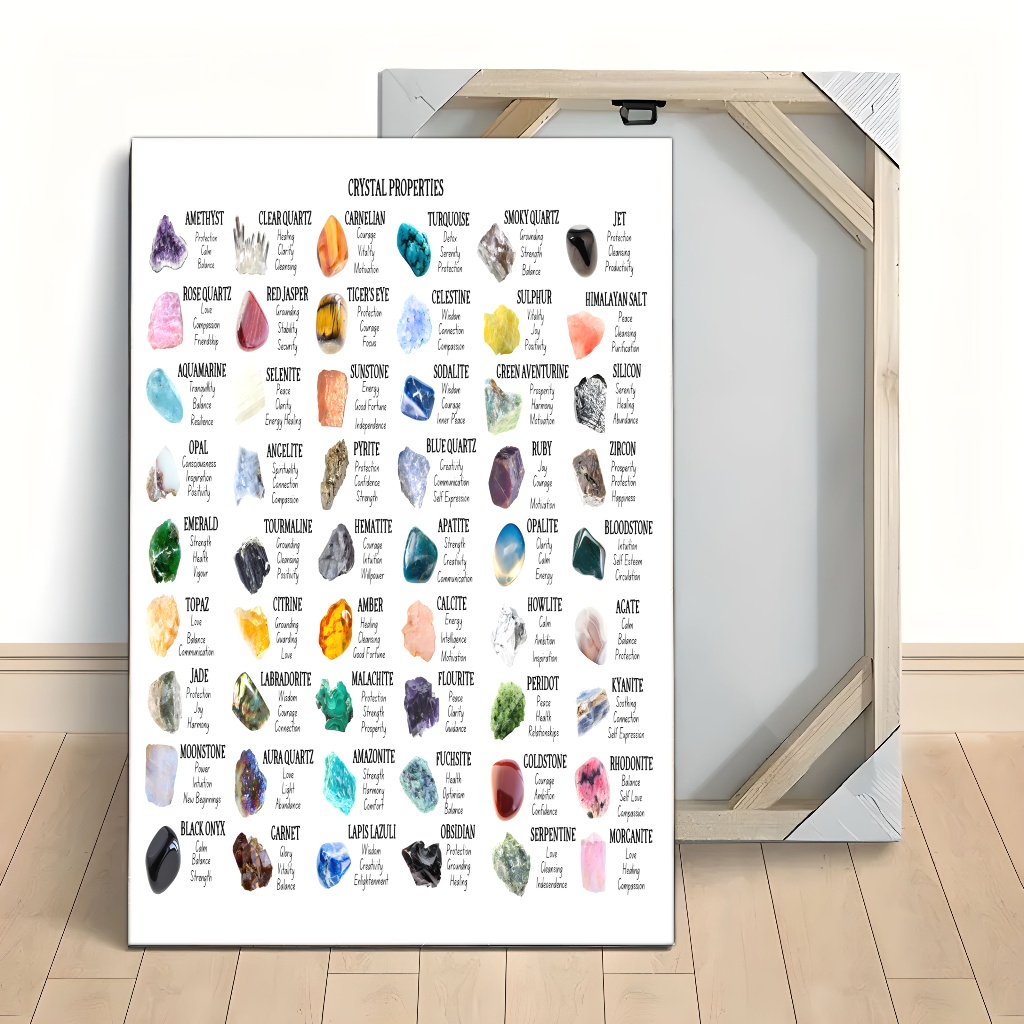 CRYSTAL PROPERTIES
AMETHYST
Protection
Calm
Balance
CLEAR QUARTZ
Healing
Clarity
Cleansing
CARNELIAN
Courage
Vitality
Motivation
TURQUOISE
Detox
Serenity
Protection
SMOKY QUARTZ
Grounding
Strength
Balance
JET
Protection
Cleansing
Productivity
ROSE QUARTZ
Love
Compassion
Friendship
RED JASPER
Grounding
Stability
Security
TIGER'S EYE
Protection
Courage
Focus
CELESTINE
Wisdom
Connection
Compassion
SULPHUR
Vitality
Joy
Positivity
HIMALAYAN SALT
Peace
Cleansing
Purification
AQUAMARINE
Tranquillity
Balance
Resilience
SELENITE
Peace
Clarity
Energy Healing
SUNSTONE
Energy
Good Fortune
Independence
SODALITE
Wisdom
Courage
Inner Peace
GREEN AVENTURINE
Prosperity
Harmony
Motivation
SILICON
Serenity
Healing
Abundance
OPAL
Consciousness
Inspiration
Positivity
ANGELITE
Spirituality
Connection
Compassion
PYRITE
Protection
Confidence
Strength
BLUE QUARTZ
Creativity
Communication
Self Expression
RUBY
Joy
Courage
Motivation
ZIRCON
Prosperity
Protection
Happiness
EMERALD
Strength
Health
Vigour
TOURMALINE
Grounding
Cleansing
Positivity
HEMATITE
Courage
Intuition
Willpower
APATITE
Strength
Creativity
Communication
OPALITE
Clarity
Calm
Energy
BLOODSTONE
Intuition
Self Esteem
Circulation
TOPAZ
Love
Balance
Communication
CITRINE
Grounding
Guarding
Love
AMBER
Healing
Cleansing
Good Fortune
CALCITE
Energy
Intelligence
Motivation
HOWLITE
Calm
Ambition
Inspiration
AGATE
Calm
Balance
Protection
JADE
Protection
Joy
Harmony
LABRADORITE
Wisdom
Courage
Connection
MALACHITE
Protection
Strength
Prosperity
FLOURITE
Peace
Clarity
Guidance
PERIDOT
Peace
Health
Relationships
KYANITE
Soothing
Connection
Self Expression
MOONSTONE
Power
Intuition
New Beginnings
AURA QUARTZ
Love
Light
Abundance
AMAZONITE
Strength
Harmony
Comfort
FUCHSITE
Health
Optimism
Balance
GOLDSTONE
Courage
Ambition
Confidence
RHODONITE
Balance
Self Love
Compassion
BLACK ONYX
Calm
Balance
Strength
GARNET
Glory
Vitality
Balance
LAPIS LAZULI
Wisdom
Creativity
Enlightenment
OBSIDIAN
Protection
Grounding
Healing
SERPENTINE
Love
Cleansing
Independence
MORGANITE
Love
Healing
Compassion